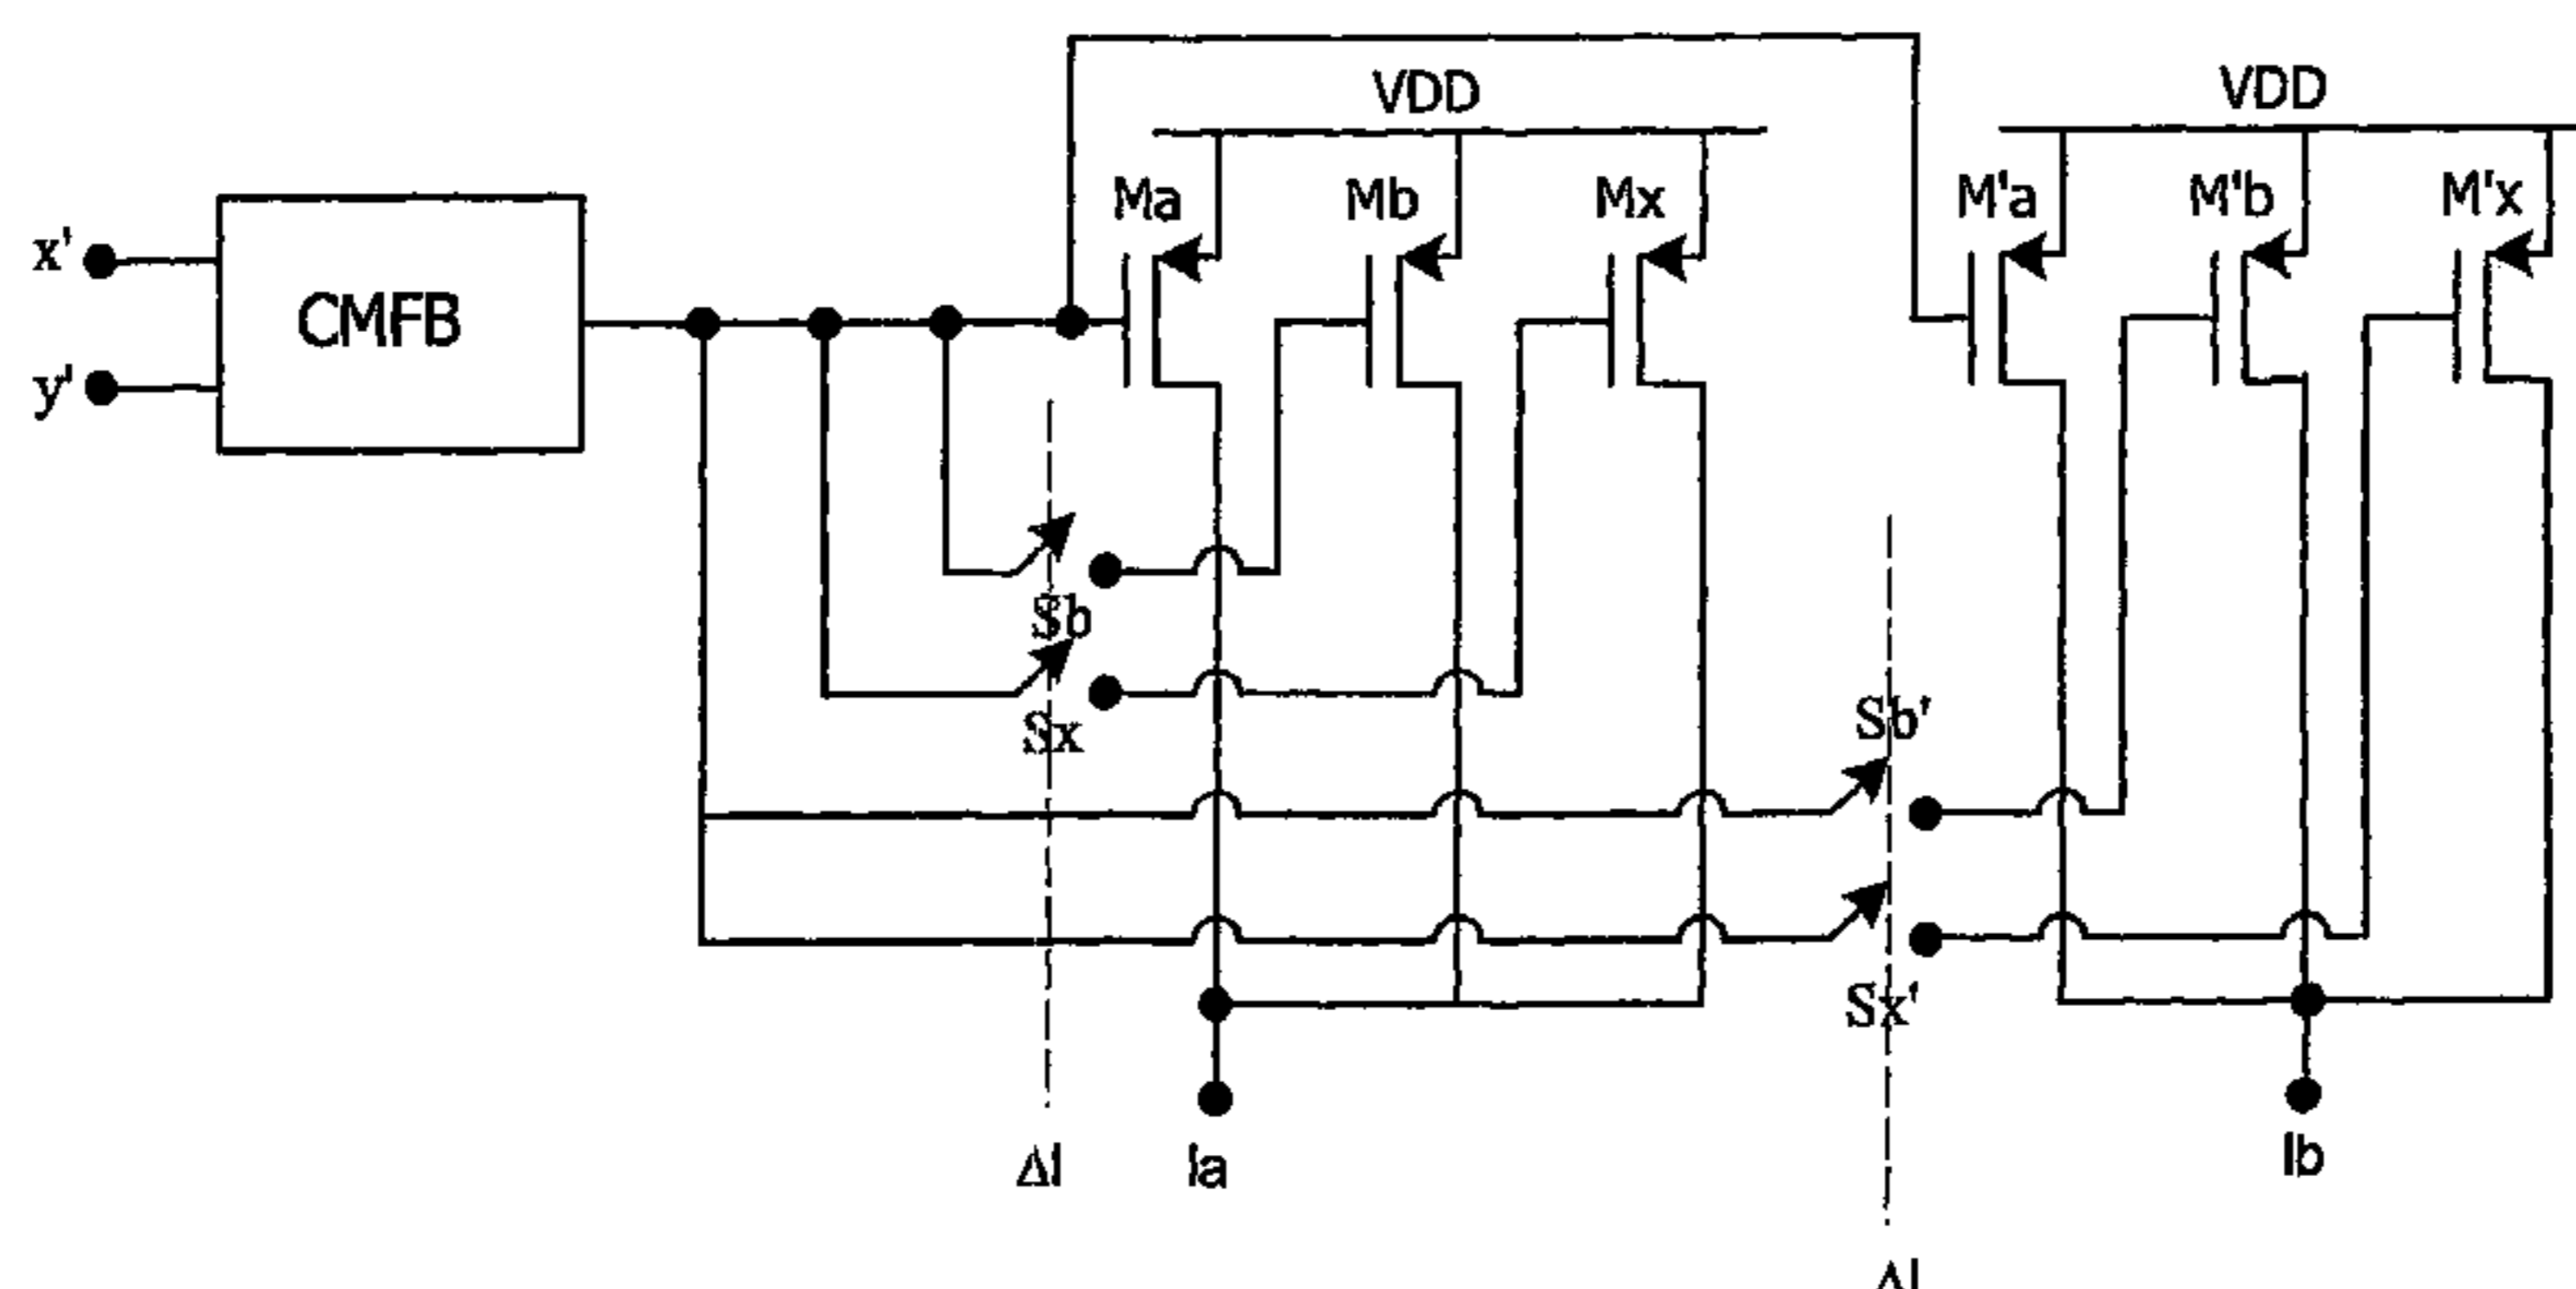 VDD
VDD
Ma
Mb
Mx
M'a
M'b
M'x
x'
y'
CMFB
Sb
Sx
Sb'
Sx'
ΔI
Ia
Ib
ΔI